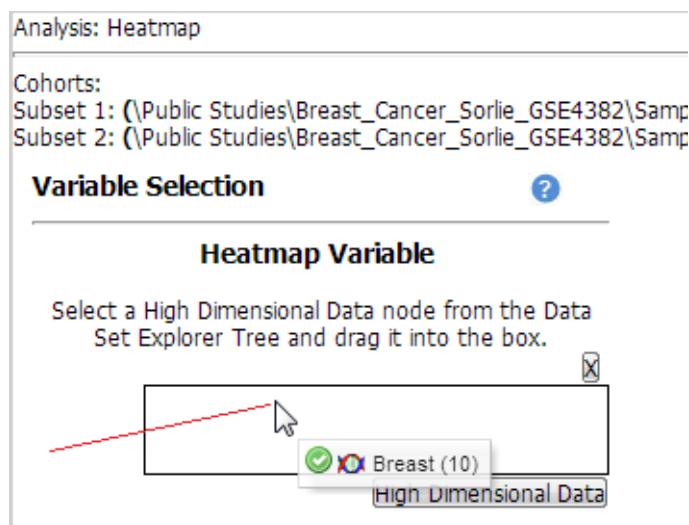 Analysis: Heatmap
Cohorts:
Subset 1: (\Public Studies\Breast_Cancer_Sorlie_GSE4382\Samp
Subset 2: (\Public Studies\Breast_Cancer_Sorlie_GSE4382\Samp
Variable Selection ?
Heatmap Variable
Select a High Dimensional Data node from the Data
Set Explorer Tree and drag it into the box.
X
Breast (10)
High Dimensional Data